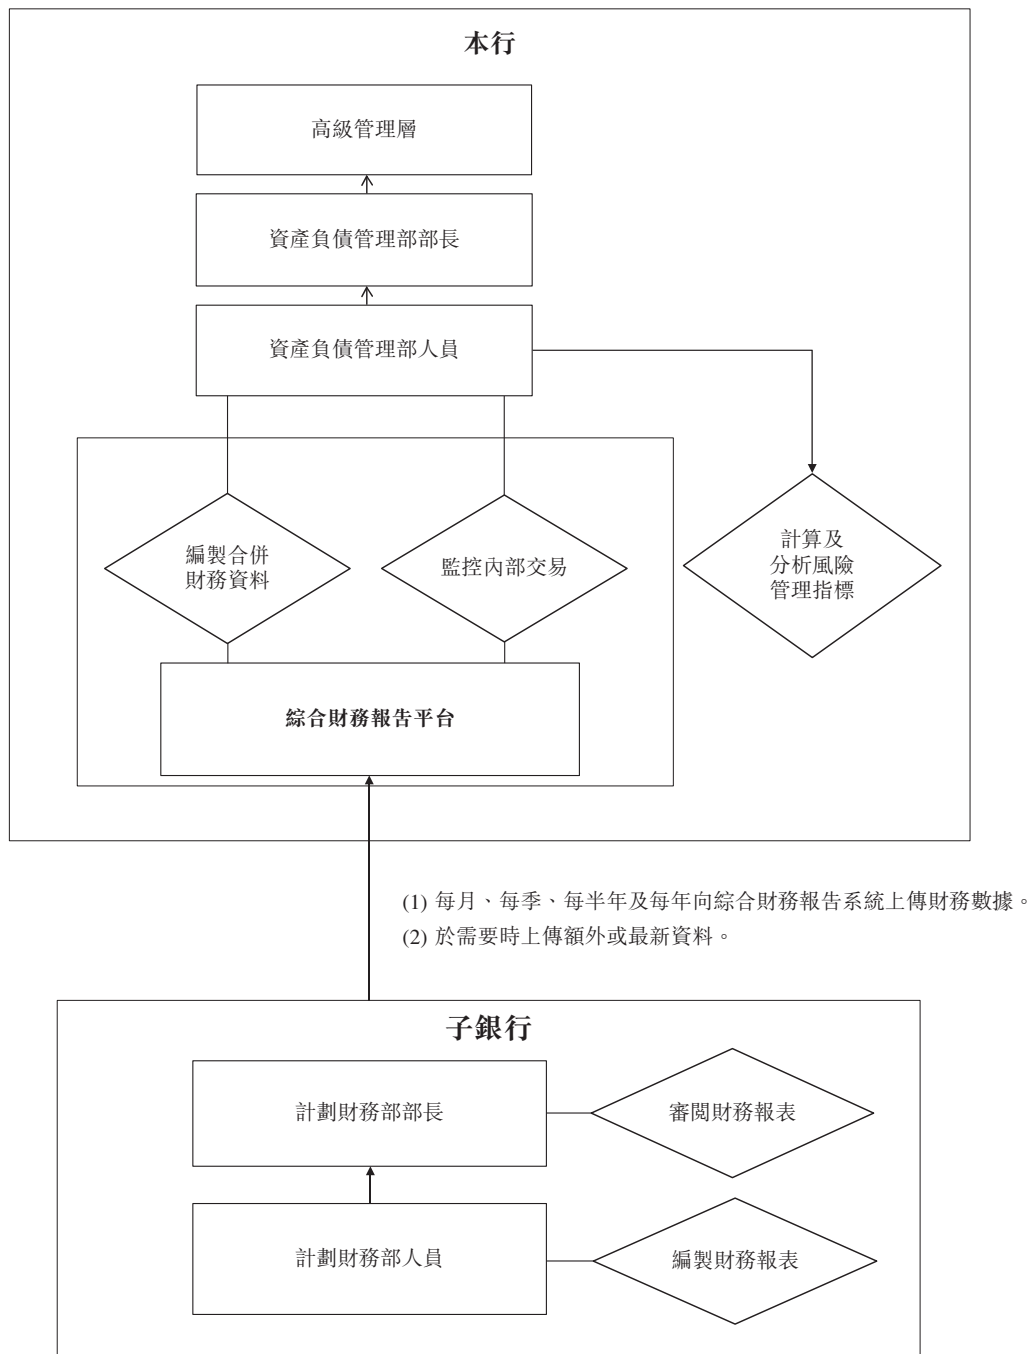 本行
高級管理層
資產負債管理部部長
資產負債管理部人員
編製合併
財務資料
監控內部交易
計算及
分析風險
管理指標
綜合財務報告平台
(1) 每月、每季、每半年及每年向綜合財務報告系統上傳財務數據。
(2) 於需要時上傳額外或最新資料。
子銀行
計劃財務部部長
審閱財務報表
計劃財務部人員
編製財務報表